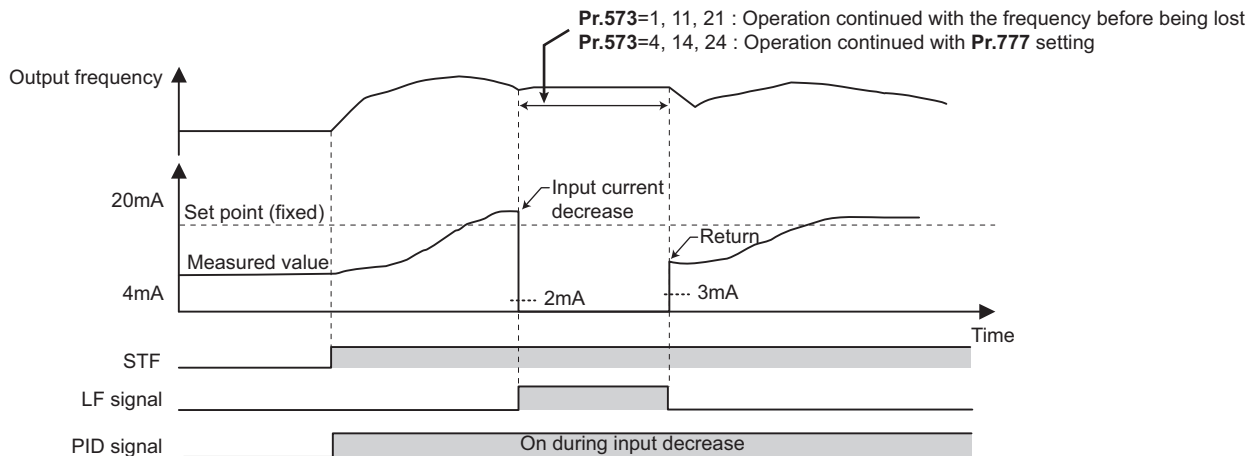 Pr.573=1, 11, 21 : Operation continued with the frequency before being lost
Pr.573=4, 14, 24 : Operation continued with Pr.777 setting
Output frequency
20mA
Set point (fixed)
Input current
decrease
Return
Measured value
4mA
2mA
3mA
Time
STF
LF signal
PID signal
On during input decrease